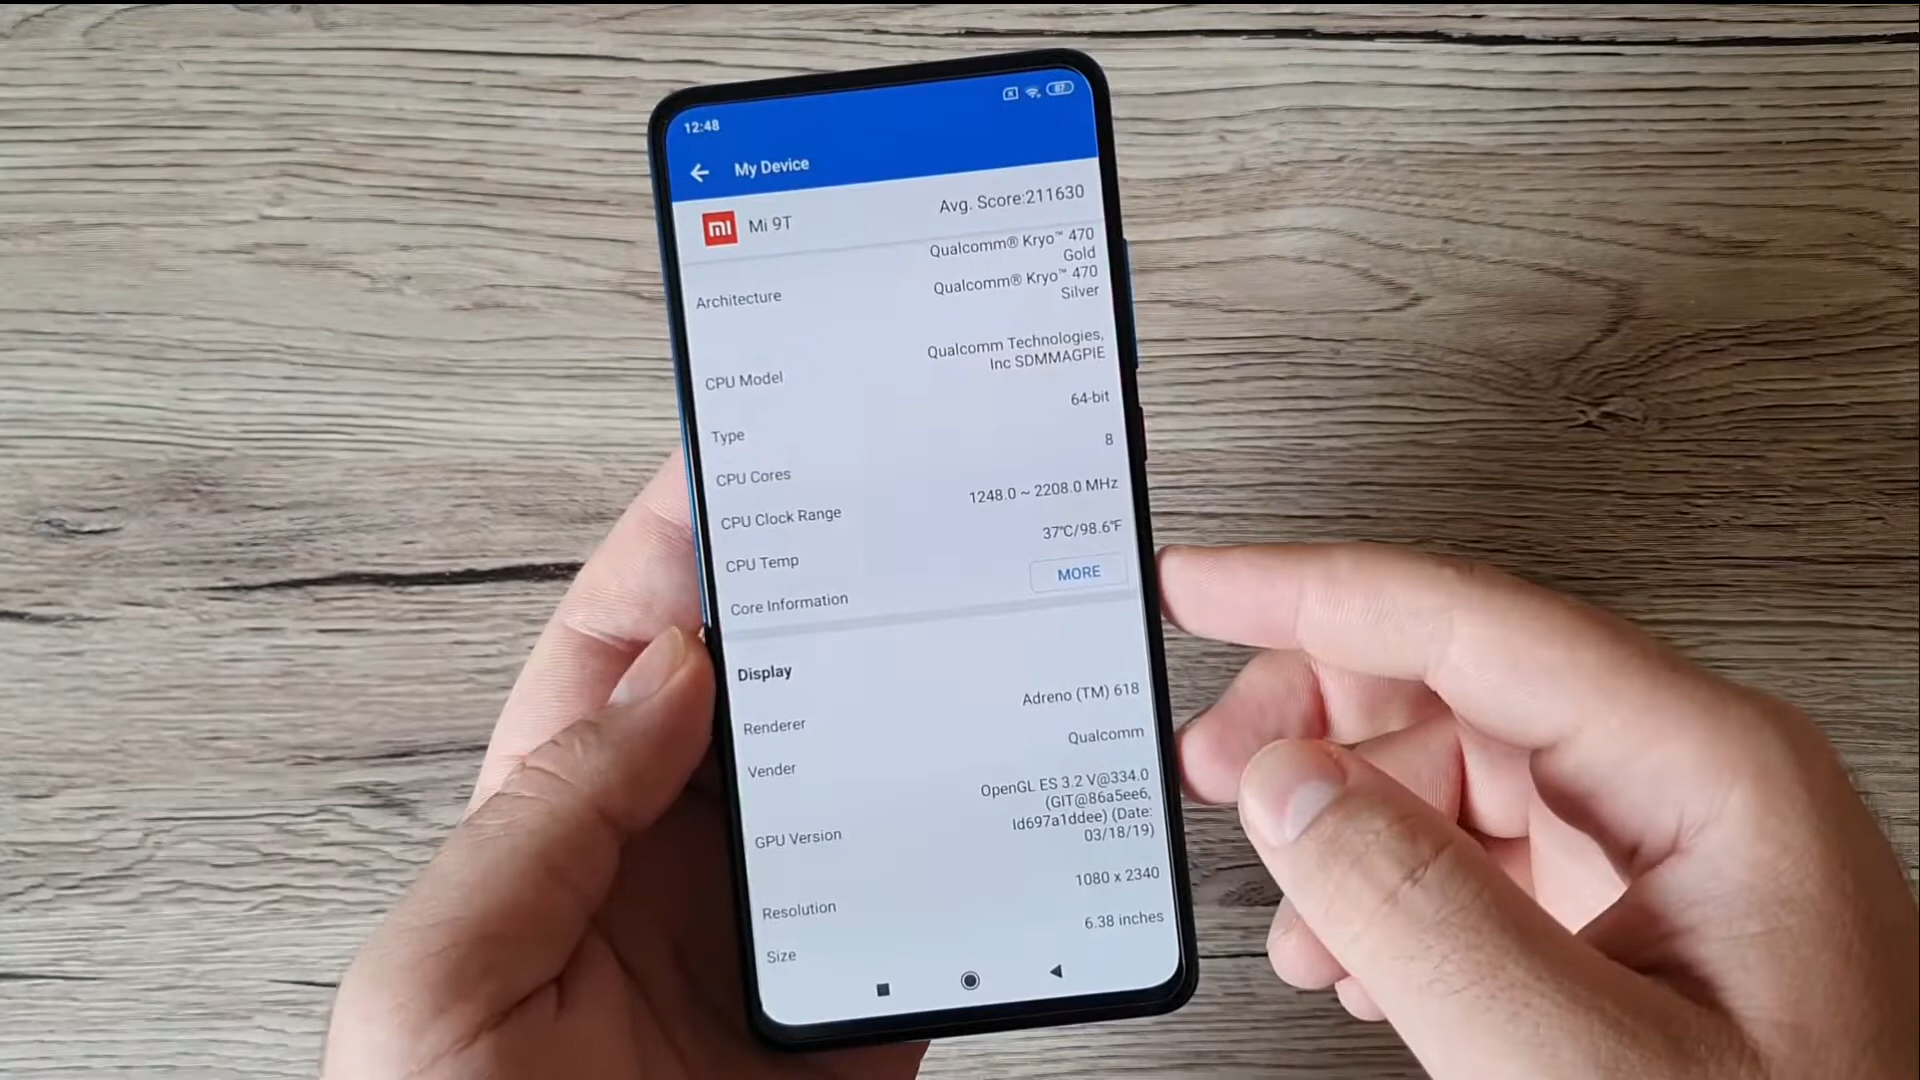 12:48
87
My Device
mi
Mi 9T
Avg. Score:211630
Architecture
Qualcomm® Kryo™ 470
Gold
Qualcomm® Kryo™ 470
Silver
CPU Model
Qualcomm Technologies,
Inc SDMMAGPIE
Type
64-bit
CPU Cores
8
CPU Clock Range
1248.0 ~ 2208.0 MHz
CPU Temp
37℃/98.6℉
Core Information
MORE
Display
Renderer
Adreno (TM) 618
Vender
Qualcomm
GPU Version
OpenGL ES 3.2 V@334.0
(GIT@86a5ee6,
Id697a1ddee) (Date:
03/18/19)
Resolution
1080 x 2340
Size
6.38 inches